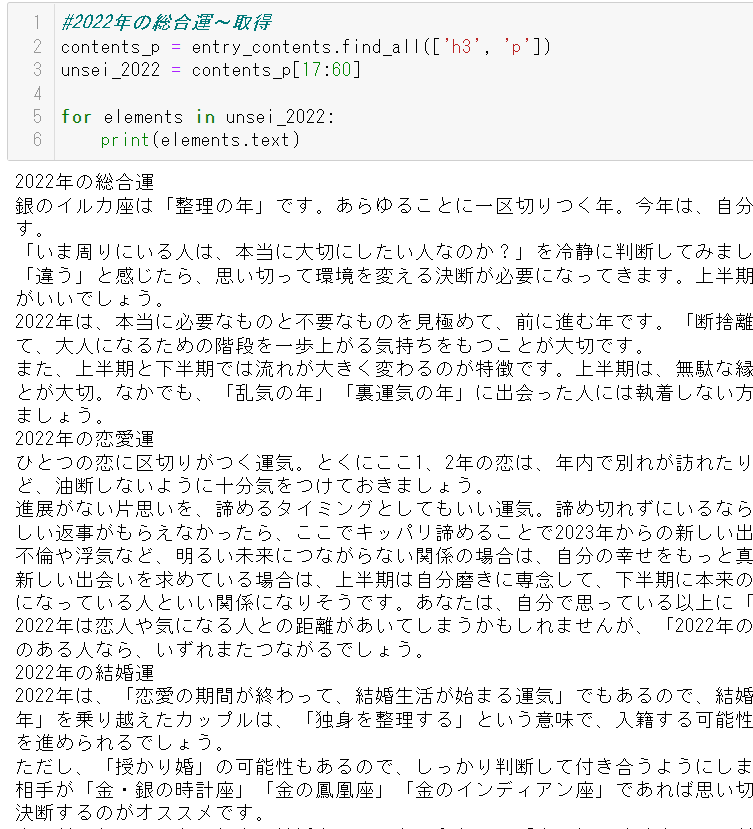 1 #2022年の総合運～取得
2 contents_p = entry_contents.find_all(['h3', 'p'])
3 unsei_2022 = contents_p[17:60]
4
5 for elements in unsei_2022:
6     print(elements.text)
2022年の総合運
銀のイルカ座は「整理の年」です。あらゆることに一区切りつく年。今年は、自分
す。
「いま周りにいる人は、本当に大切にしたい人なのか？」を冷静に判断してみまし
「違う」と感じたら、思い切って環境を変える決断が必要になってきます。上半期
がいいでしょう。
2022年は、本当に必要なものと不要なものを見極めて、前に進む年です。「断捨離
て、大人になるための階段を一歩上がる気持ちをもつことが大切です。
また、上半期と下半期では流れが大きく変わるのが特徴です。上半期は、無駄な縁
とが大切。なかでも、「乱気の年」「裏運気の年」に出会った人には執着しない方
ましょう。
2022年の恋愛運
ひとつの恋に区切りがつく運気。とくにここ1、2年の恋は、年内で別れが訪れたり
ど、油断しないように十分気をつけておきましょう。
進展がない片思いを、諦めるタイミングとしてもいい運気。諦め切れずにいるなら
しい返事がもらえなかったら、ここでキッパリ諦めることで2023年からの新しい出
不倫や浮気など、明るい未来につながらない関係の場合は、自分の幸せをもっと真
新しい出会いを求めている場合は、上半期は自分磨きに専念して、下半期に本来の
になっている人といい関係になりそうです。あなたは、自分で思っている以上に「
2022年は恋人や気になる人との距離があいてしまうかもしれませんが、「2022年の
のある人なら、いずれまたつながるでしょう。
2022年の結婚運
2022年は、「恋愛の期間が終わって、結婚生活が始まる運気」でもあるので、結婚
年」を乗り越えたカップルは、「独身を整理する」という意味で、入籍する可能性
を進められるでしょう。
ただし、「授かり婚」の可能性もあるので、しっかり判断して付き合うようにしま
相手が「金・銀の時計座」「金の鳳凰座」「金のインディアン座」であれば思い切
決断するのがオススメです。